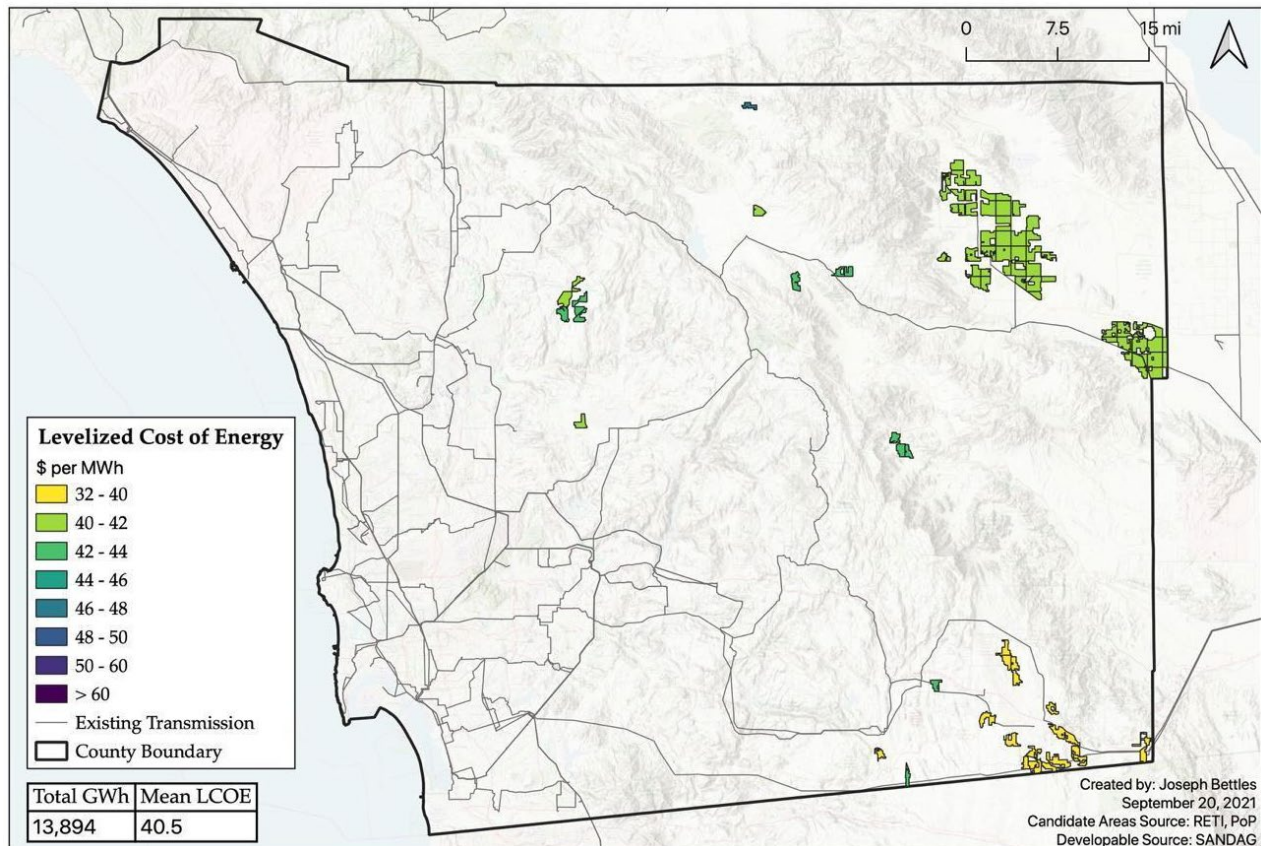 0 7.5 15 mi
Levelized Cost of Energy
$ per MWh
32 - 40
40 - 42
42 - 44
44 - 46
46 - 48
48 - 50
50 - 60
> 60
Existing Transmission
County Boundary
Total GWh Mean LCOE
13,894 40.5
Created by: Joseph Bettles
September 20, 2021
Candidate Areas Source: RETI, PoP
Developable Source: SANDAG